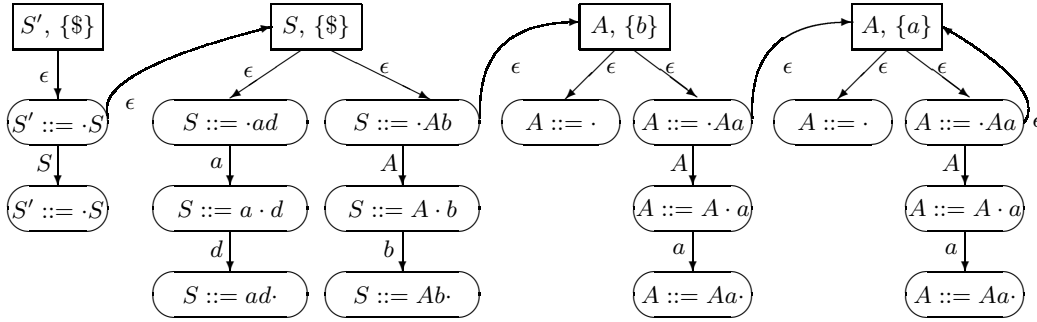 S′, {$} S, {$} A, {b} A, {a}
ϵ ϵ ϵ ϵ ϵ ϵ ϵ ϵ ϵ ϵ
ϵ ϵ
S′ ::= ·S S ::= ·ad S ::= ·Ab A ::= · A ::= ·Aa A ::= · A ::= ·Aa
S a A A A
S′ ::= ·S S ::= a · d S ::= A · b A ::= A · a A ::= A · a
d b a a
S ::= ad· S ::= Ab· A ::= Aa· A ::= Aa·